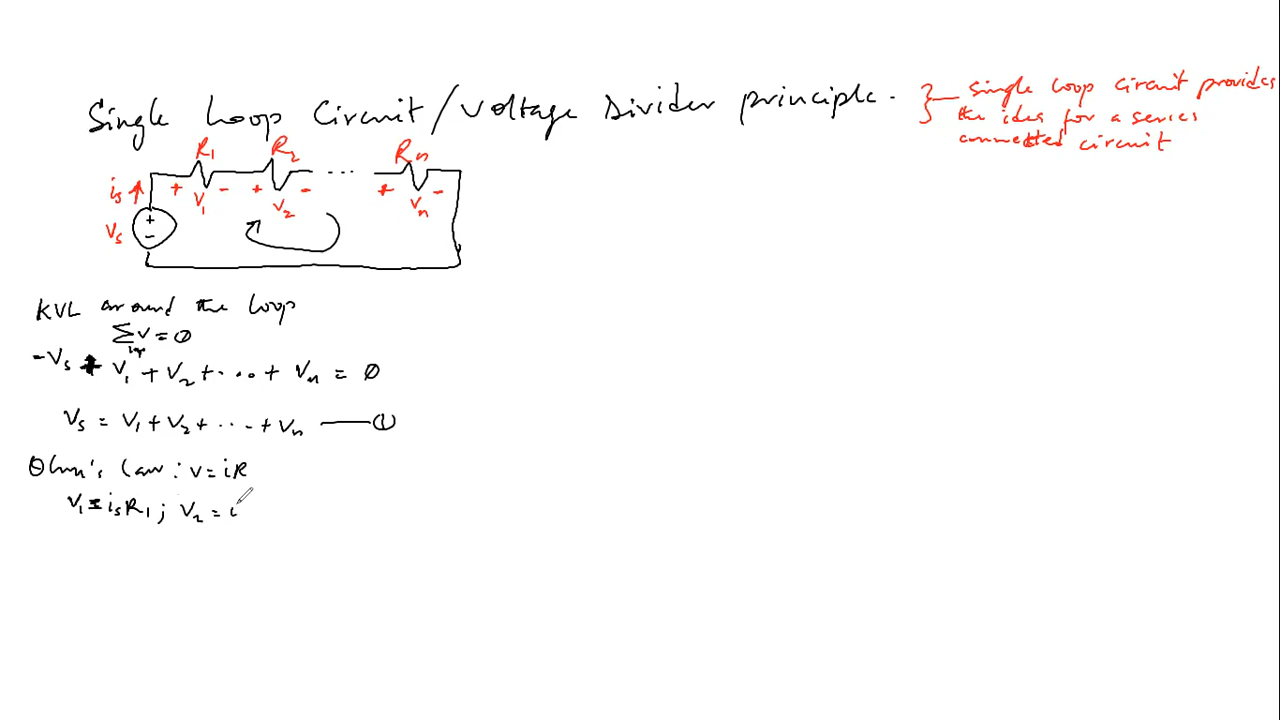 Single Loop Circuit / Voltage Divider principle.
} — Single loop circuit provides
the idea for a series
connected circuit
R₁ R₂ ... Rₙ
iₛ + - + - + -
V₁ V₂ Vₙ
Vₛ + -
KVL around the loop
∑V = 0
-Vₛ + V₁ + V₂ + ... + Vₙ = 0
Vₛ = V₁ + V₂ + ... + Vₙ —— ①
Ohm's Law : V = iR
V₁ = iₛR₁ ; V₂ = i